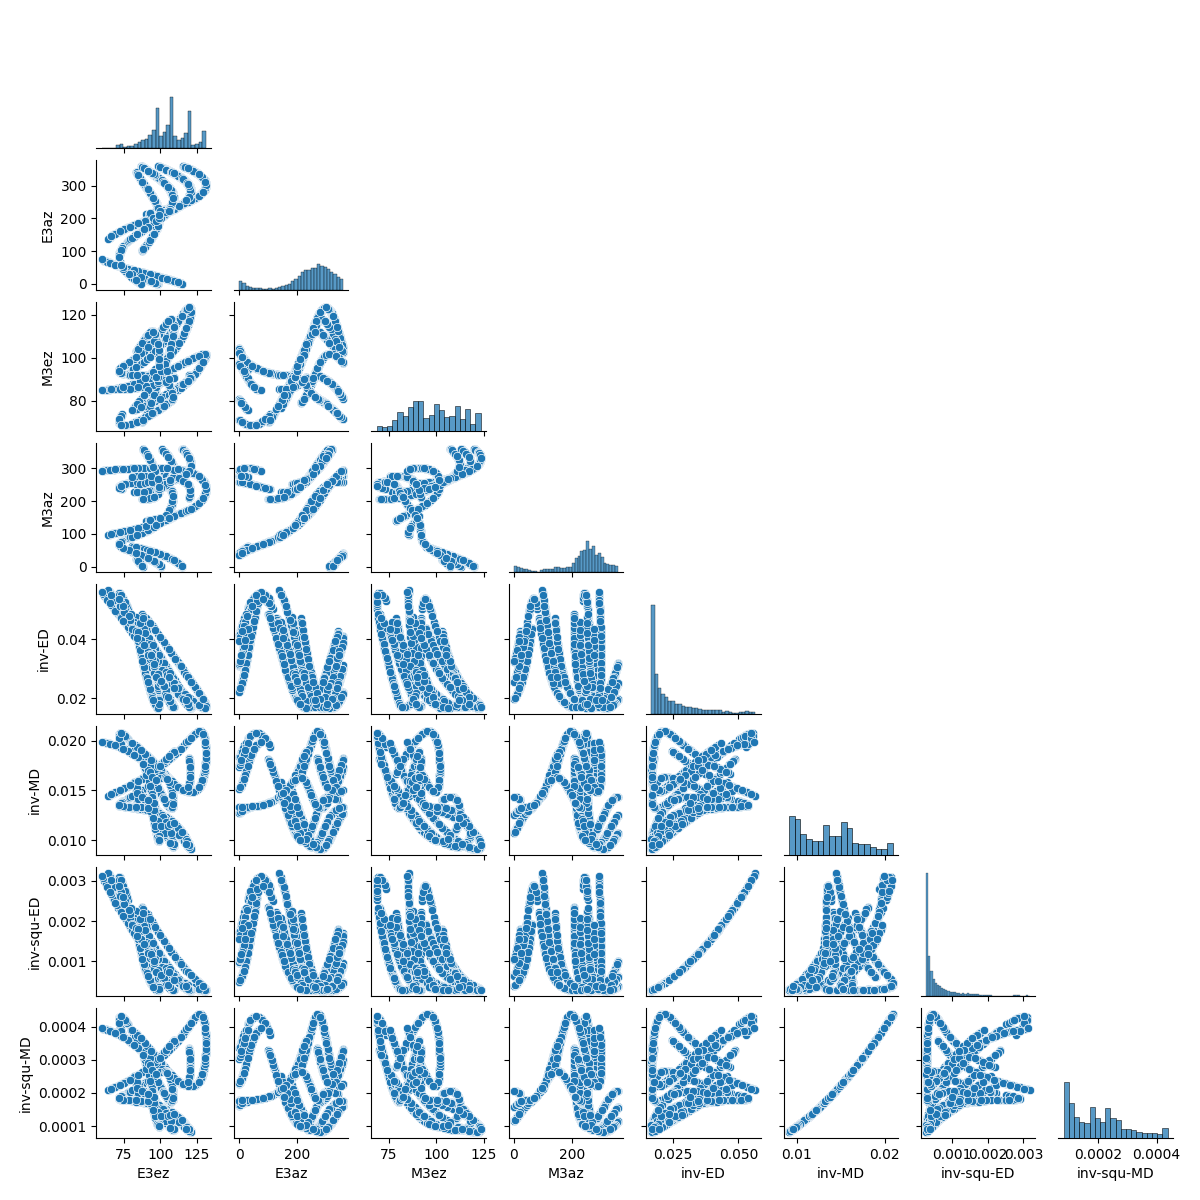 E3az
300
200
100
0
M3ez
120
100
80
M3az
300
200
100
0
inv-ED
0.04
0.02
inv-MD
0.020
0.015
0.010
inv-squ-ED
0.003
0.002
0.001
inv-squ-MD
0.0004
0.0003
0.0002
0.0001
75 100 125
0 200
75 100 125
0 200
0.025 0.050
0.01 0.02
0.001 0.002 0.003
0.0002 0.0004
E3ez E3az M3ez M3az inv-ED inv-MD inv-squ-ED inv-squ-MD